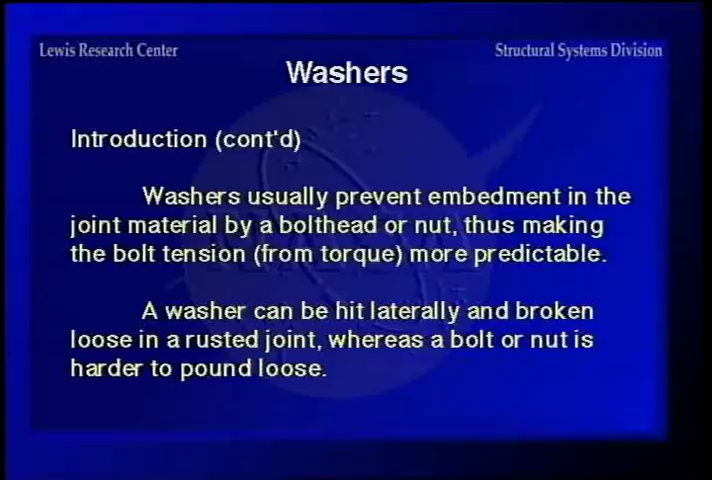 Lewis Research Center
Structural Systems Division
Washers
Introduction (cont'd)
Washers usually prevent embedment in the
joint material by a bolthead or nut, thus making
the bolt tension (from torque) more predictable.
A washer can be hit laterally and broken
loose in a rusted joint, whereas a bolt or nut is
harder to pound loose.